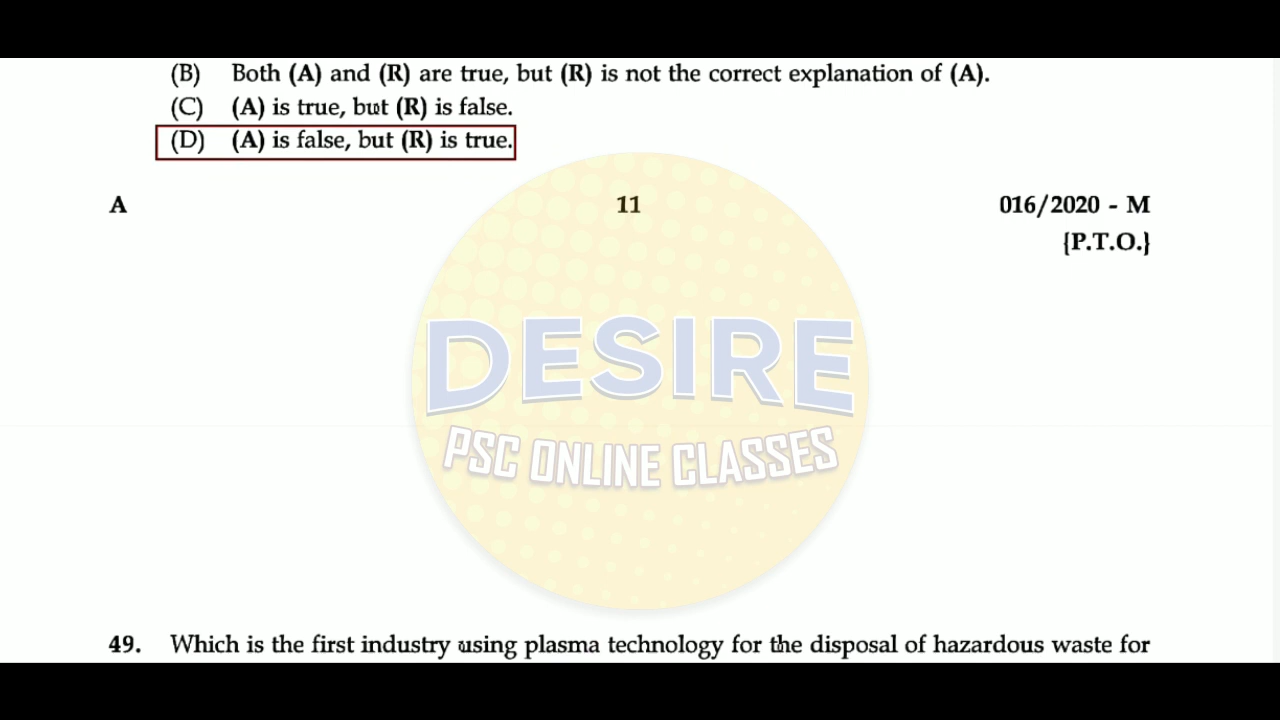 (B) Both (A) and (R) are true, but (R) is not the correct explanation of (A).
(C) (A) is true, but (R) is false.
(D) (A) is false, but (R) is true.
A 11 016/2020 - M
{P.T.O.}
DESIRE
PSC ONLINE CLASSES
49. Which is the first industry using plasma technology for the disposal of hazardous waste for